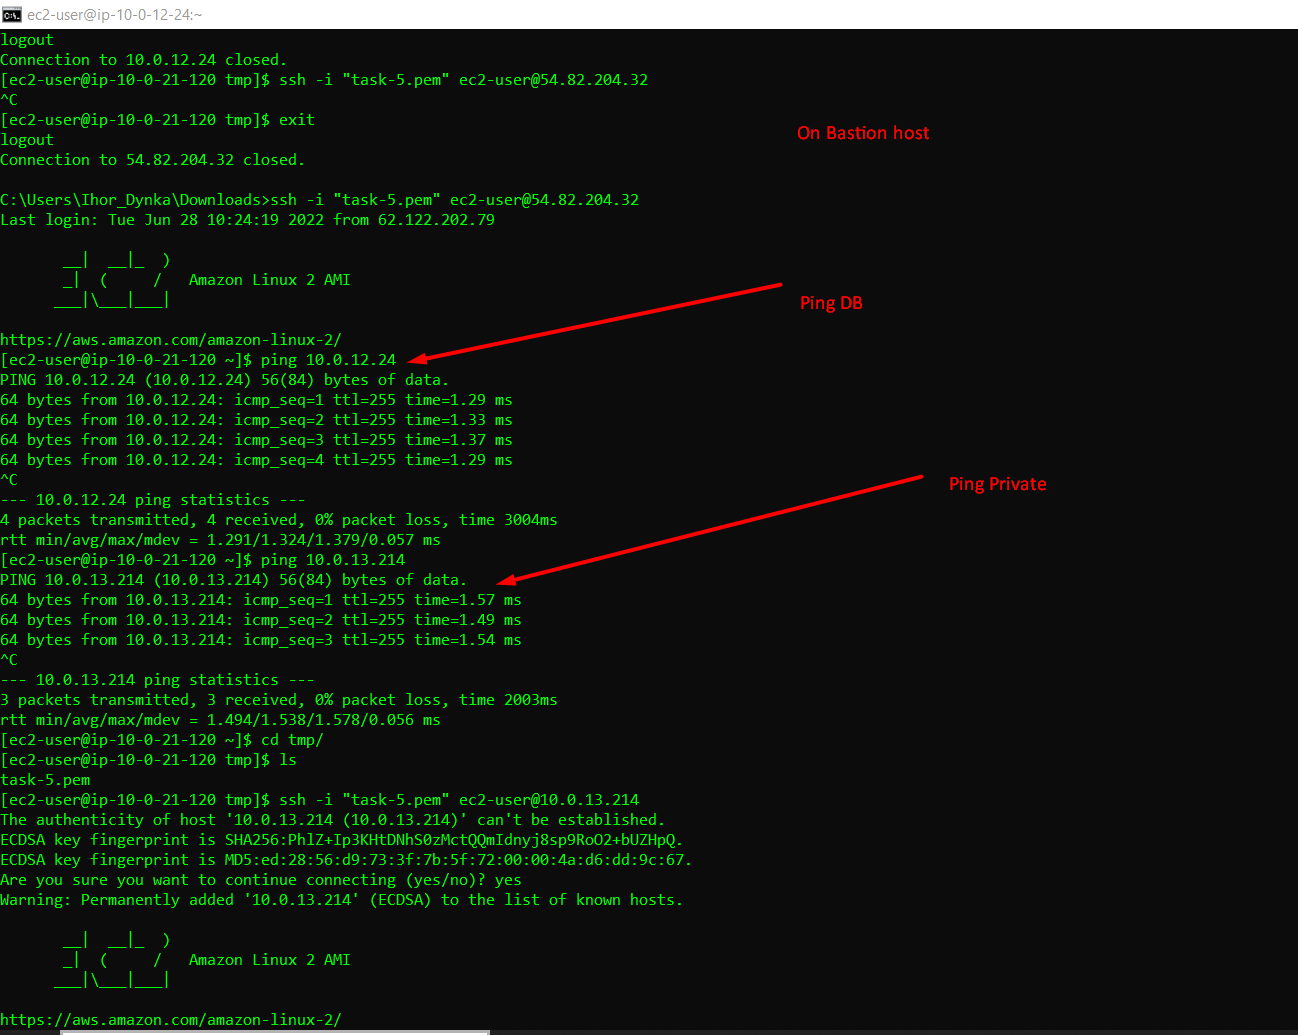 ec2-user@ip-10-0-12-24:~
logout
Connection to 10.0.12.24 closed.
[ec2-user@ip-10-0-21-120 tmp]$ ssh -i "task-5.pem" ec2-user@54.82.204.32
^C
[ec2-user@ip-10-0-21-120 tmp]$ exit
On Bastion host
logout
Connection to 54.82.204.32 closed.
C:\Users\Ihor_Dynka\Downloads>ssh -i "task-5.pem" ec2-user@54.82.204.32
Last login: Tue Jun 28 10:24:19 2022 from 62.122.202.79
       __|  __|_  )
       _|  (     /   Amazon Linux 2 AMI
      ___|\___|___|
Ping DB
https://aws.amazon.com/amazon-linux-2/
[ec2-user@ip-10-0-21-120 ~]$ ping 10.0.12.24
PING 10.0.12.24 (10.0.12.24) 56(84) bytes of data.
64 bytes from 10.0.12.24: icmp_seq=1 ttl=255 time=1.29 ms
64 bytes from 10.0.12.24: icmp_seq=2 ttl=255 time=1.33 ms
64 bytes from 10.0.12.24: icmp_seq=3 ttl=255 time=1.37 ms
64 bytes from 10.0.12.24: icmp_seq=4 ttl=255 time=1.29 ms
^C
Ping Private
--- 10.0.12.24 ping statistics ---
4 packets transmitted, 4 received, 0% packet loss, time 3004ms
rtt min/avg/max/mdev = 1.291/1.324/1.379/0.057 ms
[ec2-user@ip-10-0-21-120 ~]$ ping 10.0.13.214
PING 10.0.13.214 (10.0.13.214) 56(84) bytes of data.
64 bytes from 10.0.13.214: icmp_seq=1 ttl=255 time=1.57 ms
64 bytes from 10.0.13.214: icmp_seq=2 ttl=255 time=1.49 ms
64 bytes from 10.0.13.214: icmp_seq=3 ttl=255 time=1.54 ms
^C
--- 10.0.13.214 ping statistics ---
3 packets transmitted, 3 received, 0% packet loss, time 2003ms
rtt min/avg/max/mdev = 1.494/1.538/1.578/0.056 ms
[ec2-user@ip-10-0-21-120 ~]$ cd tmp/
[ec2-user@ip-10-0-21-120 tmp]$ ls
task-5.pem
[ec2-user@ip-10-0-21-120 tmp]$ ssh -i "task-5.pem" ec2-user@10.0.13.214
The authenticity of host '10.0.13.214 (10.0.13.214)' can't be established.
ECDSA key fingerprint is SHA256:PhlZ+Ip3KHtDNhS0zMctQQmIdnyj8sp9RoO2+bUZHpQ.
ECDSA key fingerprint is MD5:ed:28:56:d9:73:3f:7b:5f:72:00:00:4a:d6:dd:9c:67.
Are you sure you want to continue connecting (yes/no)? yes
Warning: Permanently added '10.0.13.214' (ECDSA) to the list of known hosts.
       __|  __|_  )
       _|  (     /   Amazon Linux 2 AMI
      ___|\___|___|
https://aws.amazon.com/amazon-linux-2/